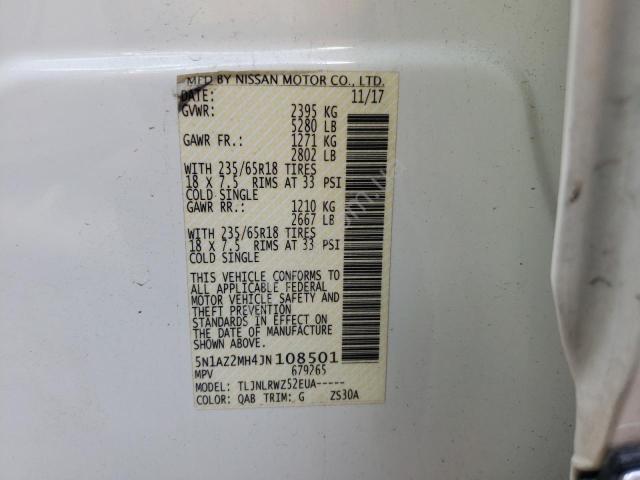 MFD BY NISSAN MOTOR CO., LTD.
DATE: 11/17
GVWR: 2395 KG
5280 LB
GAWR FR.: 1271 KG
2802 LB
WITH 235/65R18 TIRES
18 X 7.5 RIMS AT 33 PSI
COLD SINGLE
GAWR RR.: 1210 KG
2667 LB
WITH 235/65R18 TIRES
18 X 7.5 RIMS AT 33 PSI
COLD SINGLE
THIS VEHICLE CONFORMS TO
ALL APPLICABLE FEDERAL
MOTOR VEHICLE SAFETY AND
THEFT PREVENTION
STANDARDS IN EFFECT ON
THE DATE OF MANUFACTURE
SHOWN ABOVE.
5N1AZ2MH4JN108501
MPV 679265
MODEL: TLJNLRWZ52EUA-----
COLOR: QAB TRIM: G ZS30A